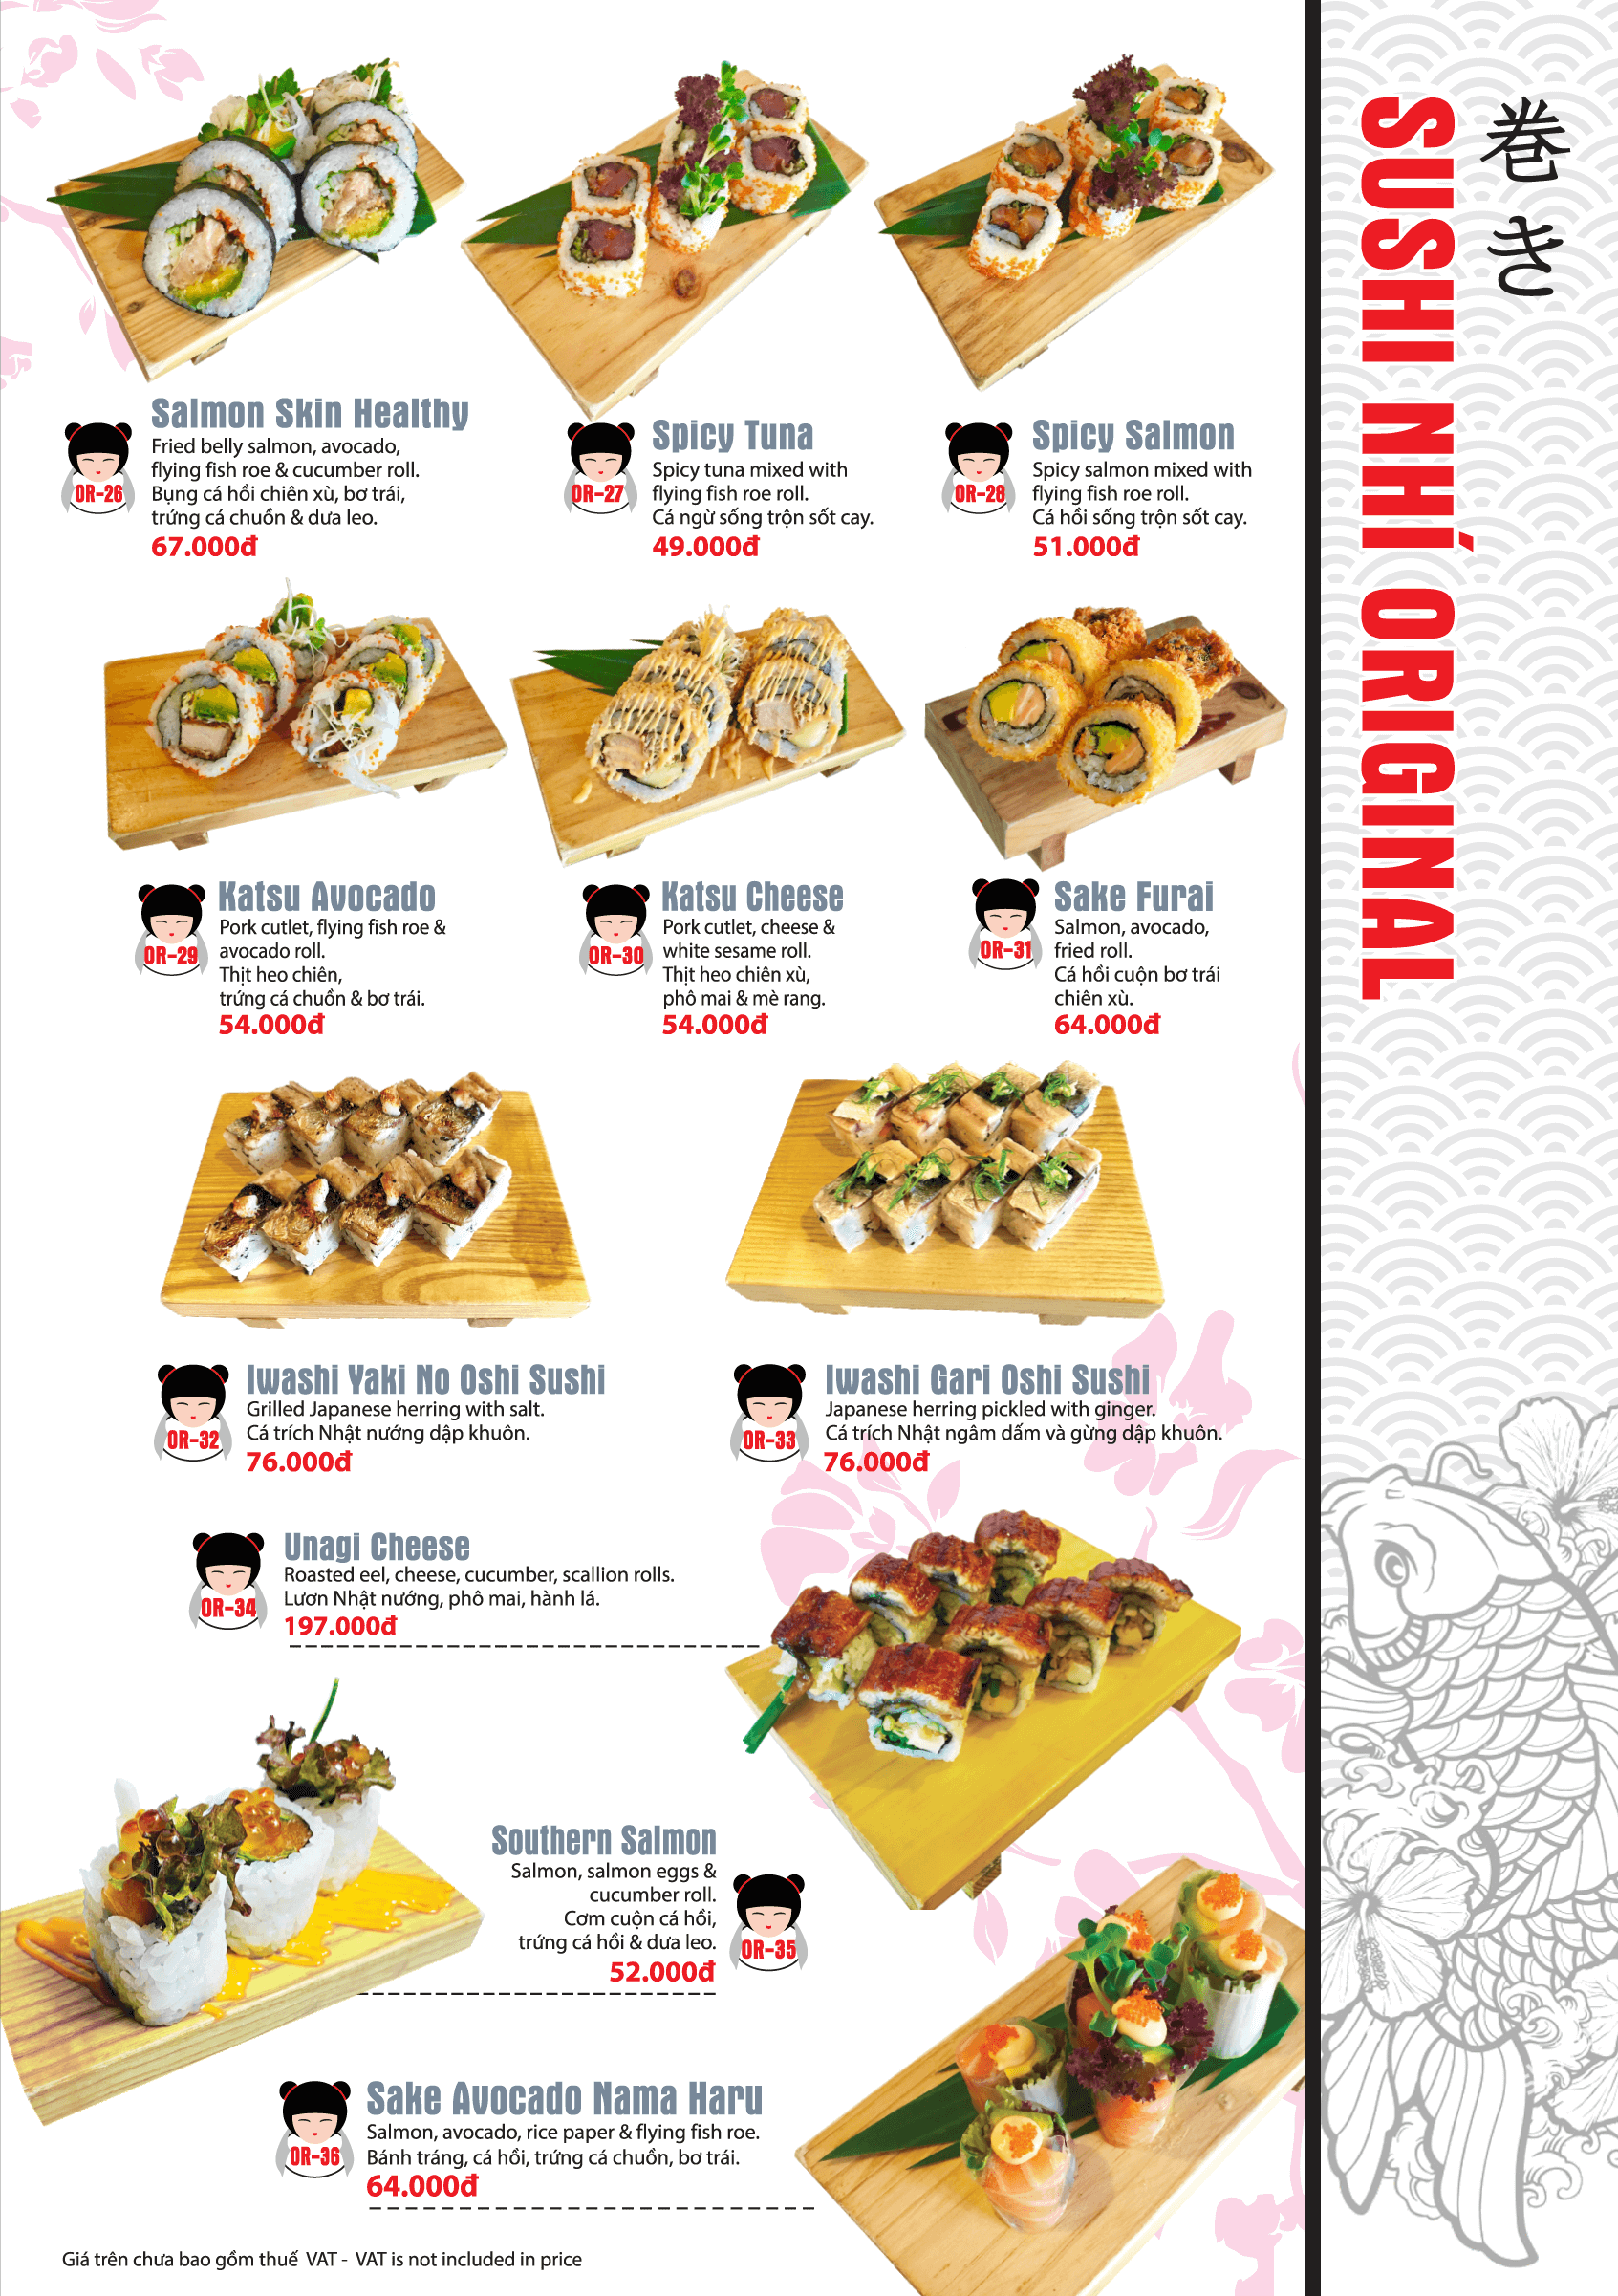 Salmon Skin Healthy
Fried belly salmon, avocado,
flying fish roe & cucumber roll.
Bụng cá hồi chiên xù, bơ trái,
trứng cá chuồn & dưa leo.
67.000đ
OR-26
Spicy Tuna
Spicy tuna mixed with
flying fish roe roll.
Cá ngừ sống trộn sốt cay.
49.000đ
OR-27
Spicy Salmon
Spicy salmon mixed with
flying fish roe roll.
Cá hồi sống trộn sốt cay.
51.000đ
OR-28
Katsu Avocado
Pork cutlet, flying fish roe &
avocado roll.
Thịt heo chiên,
trứng cá chuồn & bơ trái.
54.000đ
OR-29
Katsu Cheese
Pork cutlet, cheese &
white sesame roll.
Thịt heo chiên xù,
phô mai & mè rang.
54.000đ
OR-30
Sake Furai
Salmon, avocado,
fried roll.
Cá hồi cuộn bơ trái
chiên xù.
64.000đ
OR-31
Iwashi Yaki No Oshi Sushi
Grilled Japanese herring with salt.
Cá trích Nhật nướng dập khuôn.
76.000đ
OR-32
Iwashi Gari Oshi Sushi
Japanese herring pickled with ginger.
Cá trích Nhật ngâm dấm và gừng dập khuôn.
76.000đ
OR-33
Unagi Cheese
Roasted eel, cheese, cucumber, scallion rolls.
Lươn Nhật nướng, phô mai, hành lá.
197.000đ
OR-34
Southern Salmon
Salmon, salmon eggs &
cucumber roll.
Cơm cuộn cá hồi,
trứng cá hồi & dưa leo.
52.000đ
OR-35
Sake Avocado Nama Haru
Salmon, avocado, rice paper & flying fish roe.
Bánh tráng, cá hồi, trứng cá chuồn, bơ trái.
64.000đ
OR-36
Giá trên chưa bao gồm thuế VAT - VAT is not included in price
巻き
SUSHI NHÍ ORIGINAL